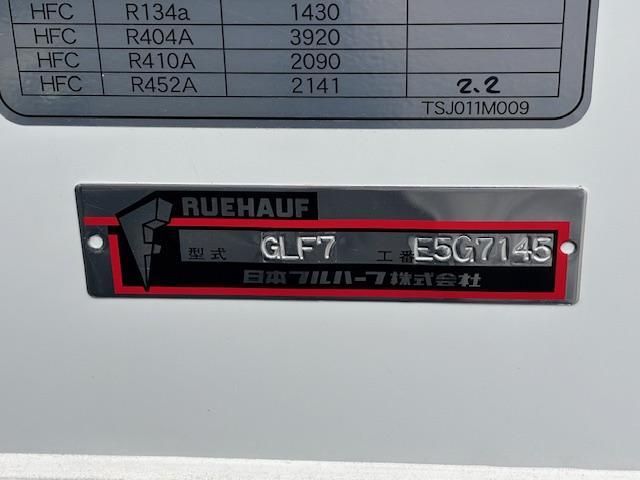 HFC R134a 1430
HFC R404A 3920
HFC R410A 2090
HFC R452A 2141 2.2
TSJ011M009
FRUEHAUF
型式 GLF7 工番 E5G7145
日本フルハーフ株式会社